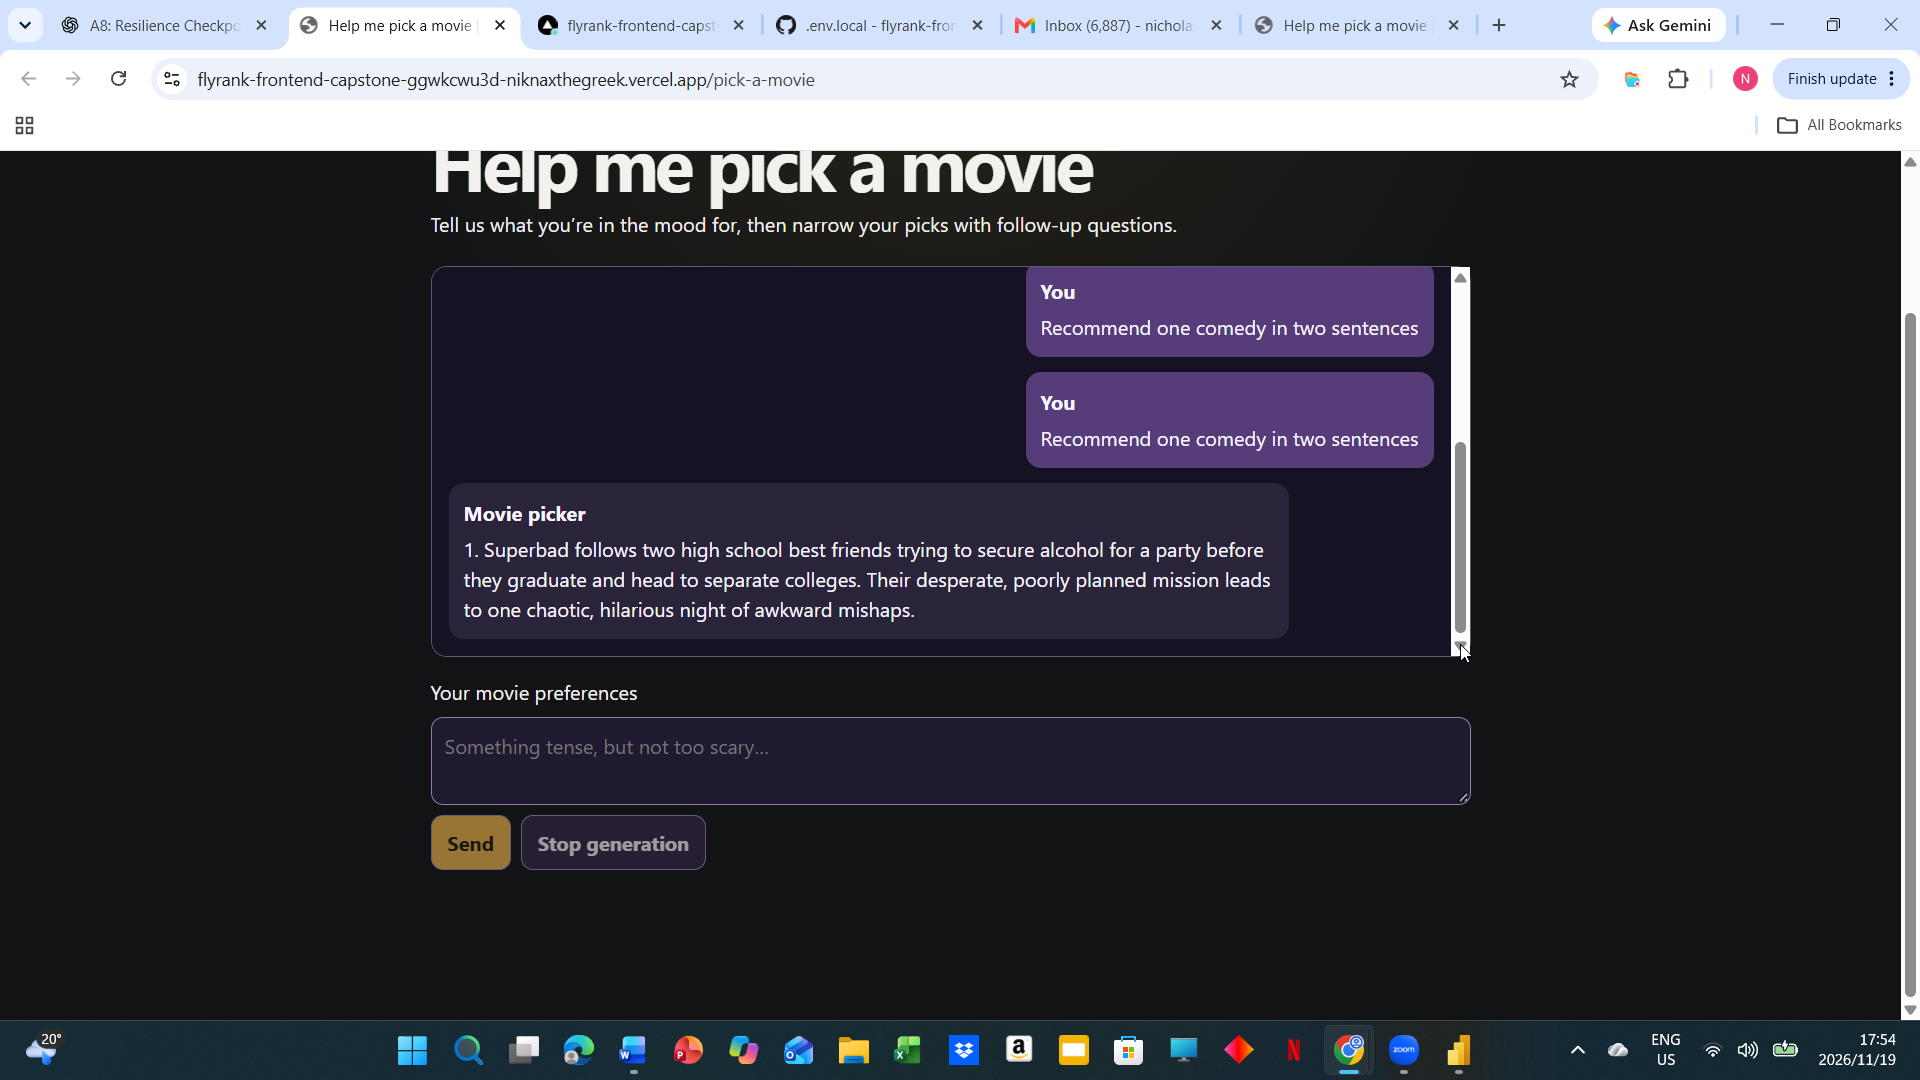 A8: Resilience Checkpo
Help me pick a movie
flyrank-frontend-capst
.env.local - flyrank-fron
Inbox (6,887) - nichola
Help me pick a movie
Ask Gemini
flyrank-frontend-capstone-ggwkcwu3d-niknaxthegreek.vercel.app/pick-a-movie
N
Finish update
All Bookmarks
Help me pick a movie
Tell us what you’re in the mood for, then narrow your picks with follow-up questions.
You
Recommend one comedy in two sentences
You
Recommend one comedy in two sentences
Movie picker
1. Superbad follows two high school best friends trying to secure alcohol for a party before
they graduate and head to separate colleges. Their desperate, poorly planned mission leads
to one chaotic, hilarious night of awkward mishaps.
Your movie preferences
Something tense, but not too scary...
Send
Stop generation
20°
W
P
a
N
zoom
ENG
US
17:54
2026/11/19